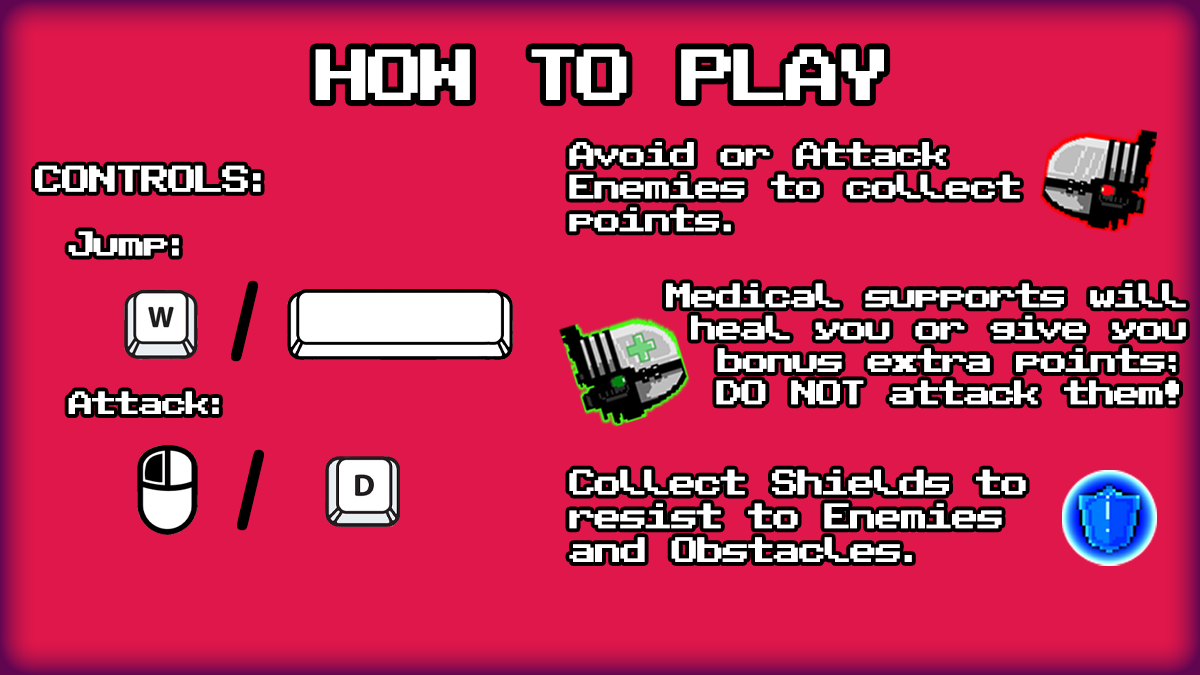 HOW TO PLAY
CONTROLS:
Jump:
W /
Attack:
/ D
Avoid or Attack
Enemies to collect
points.
Medical supports will
heal you or give you
bonus extra points;
DO NOT attack them!
Collect Shields to
resist to Enemies
and Obstacles.